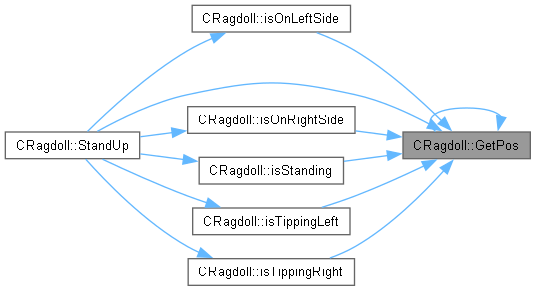 CRagdoll::isOnLeftSide
CRagdoll::isOnRightSide
CRagdoll::StandUp
CRagdoll::GetPos
CRagdoll::isStanding
CRagdoll::isTippingLeft
CRagdoll::isTippingRight